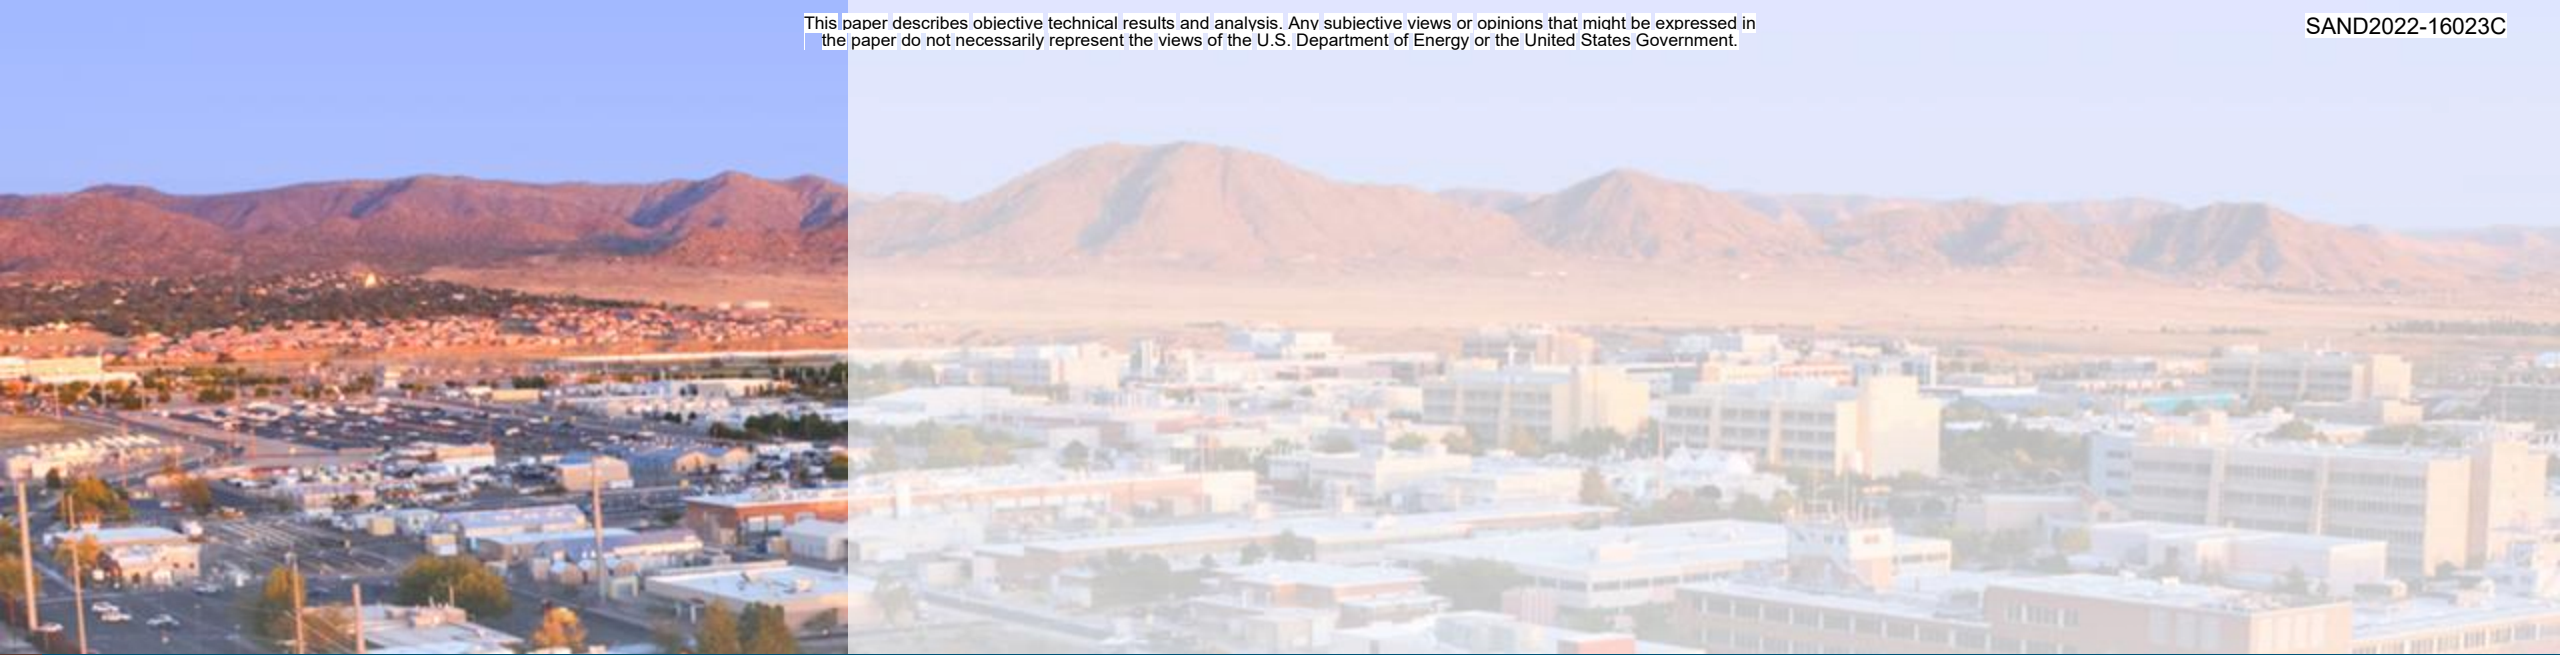 This paper describes objective technical results and analysis. Any subjective views or opinions that might be expressed in
the paper do not necessarily represent the views of the U.S. Department of Energy or the United States Government.
SAND2022-16023C